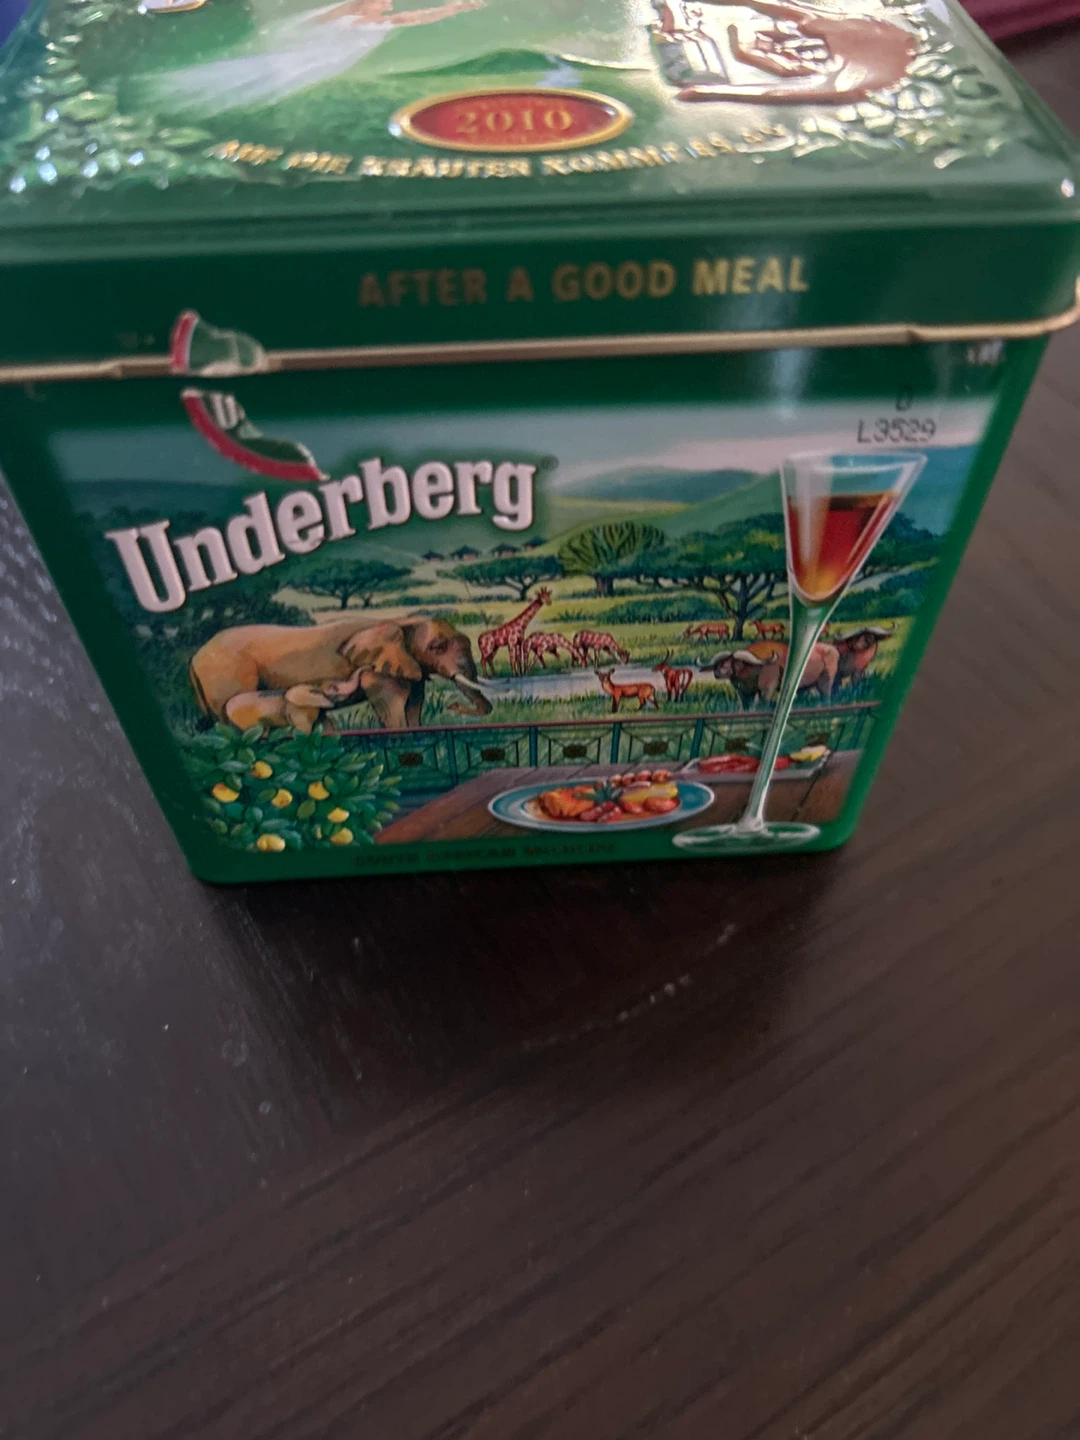 2010
AUF DIE KRÄUTER KOMMT ES AN
AFTER A GOOD MEAL
U
Underberg®
L3529